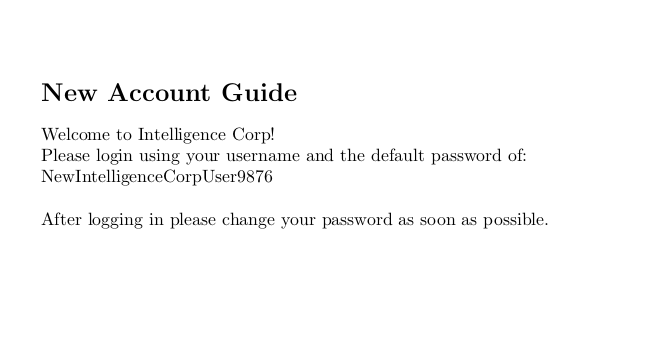 New Account Guide
Welcome to Intelligence Corp!
Please login using your username and the default password of:
NewIntelligenceCorpUser9876
After logging in please change your password as soon as possible.